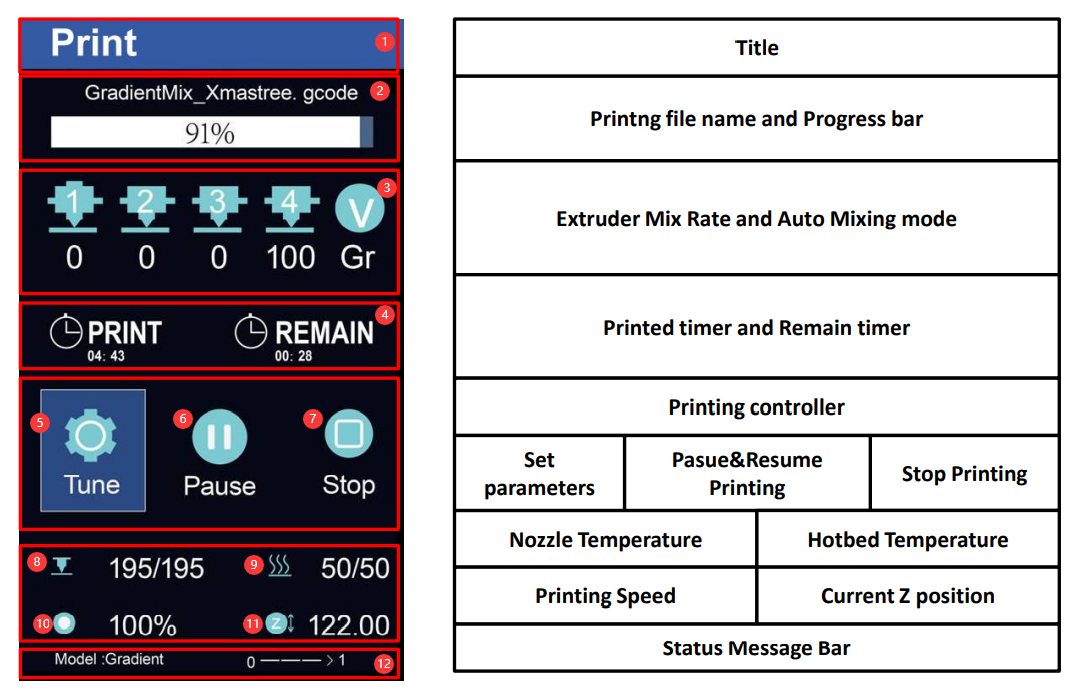 Print
1
GradientMix_Xmastree. gcode
2
91%
1 2 3 4 V
3
0 0 0 100 Gr
4
PRINT REMAIN
04: 43 00: 28
5 6 7
Tune Pause Stop
8 195/195 9 50/50
10 100% 11 Z 122.00
Model :Gradient 0 ———> 1 12
Title
Printng file name and Progress bar
Extruder Mix Rate and Auto Mixing mode
Printed timer and Remain timer
Printing controller
Set
parameters
Pasue&Resume
Printing
Stop Printing
Nozzle Temperature
Hotbed Temperature
Printing Speed
Current Z position
Status Message Bar